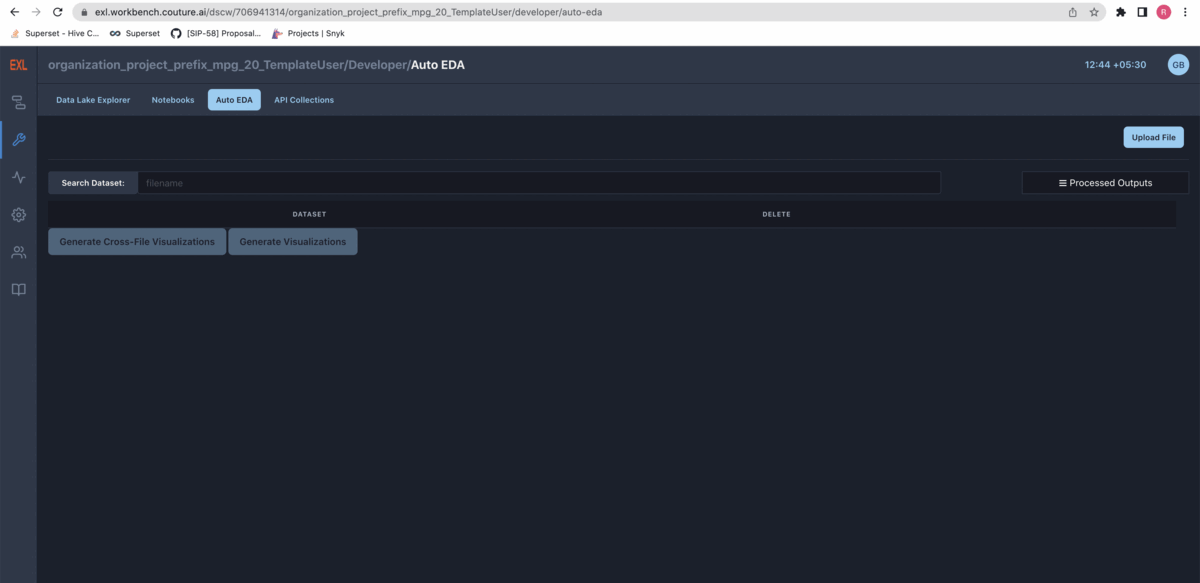 exl.workbench.couture.ai/dscw/706941314/organization_project_prefix_mpg_20_TemplateUser/developer/auto-eda
R
Superset - Hive C... Superset [SIP-58] Proposal... Projects | Snyk
EXL organization_project_prefix_mpg_20_TemplateUser/Developer/Auto EDA 12:44 +05:30 GB
Data Lake Explorer Notebooks Auto EDA API Collections
Upload File
Search Dataset: filename Processed Outputs
DATASET DELETE
Generate Cross-File Visualizations Generate Visualizations